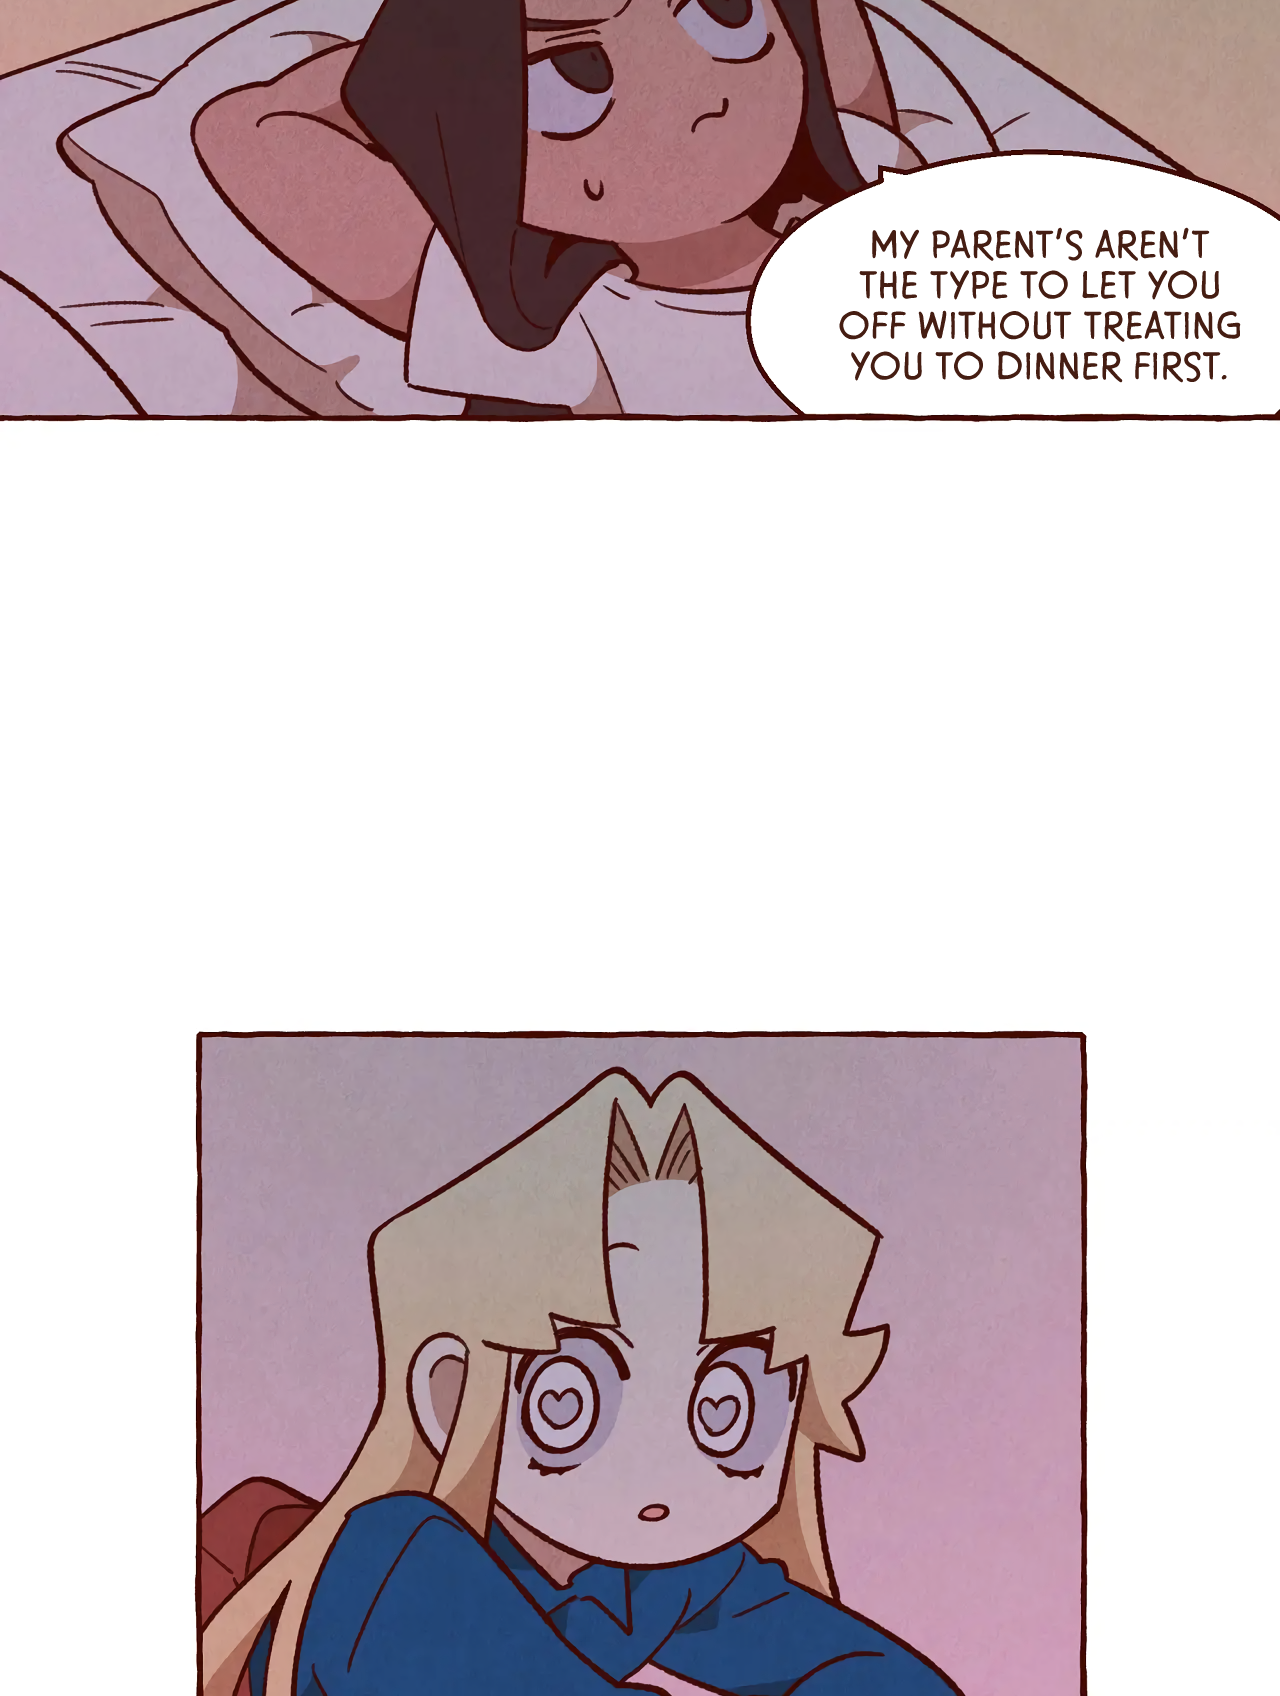 MY PARENT'S AREN'T
THE TYPE TO LET YOU
OFF WITHOUT TREATING
YOU TO DINNER FIRST.